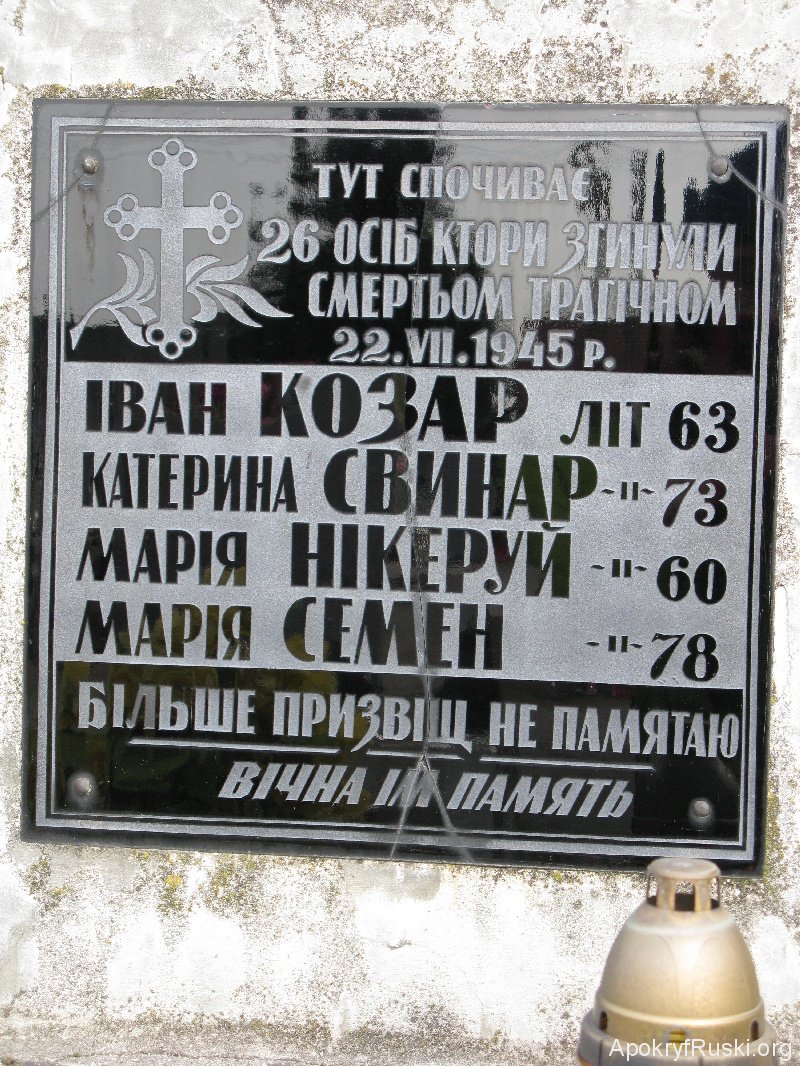 ТУТ СПОЧИВАЄ
26 ОСІБ КТОРИ ЗГИНУЛИ
СМЕРТЬОМ ТРАГІЧНОМ
22.VII.1945 Р.
ІВАН КОЗАР ЛІТ 63
КАТЕРИНА СВИНАР -"- 73
МАРІЯ НІКЕРУЙ -"- 60
МАРІЯ СЕМЕН -"- 78
БІЛЬШЕ ПРИЗВІЩ НЕ ПАМЯТАЮ
ВІЧНА ІМ ПАМЯТЬ
ApokryfRuski.org